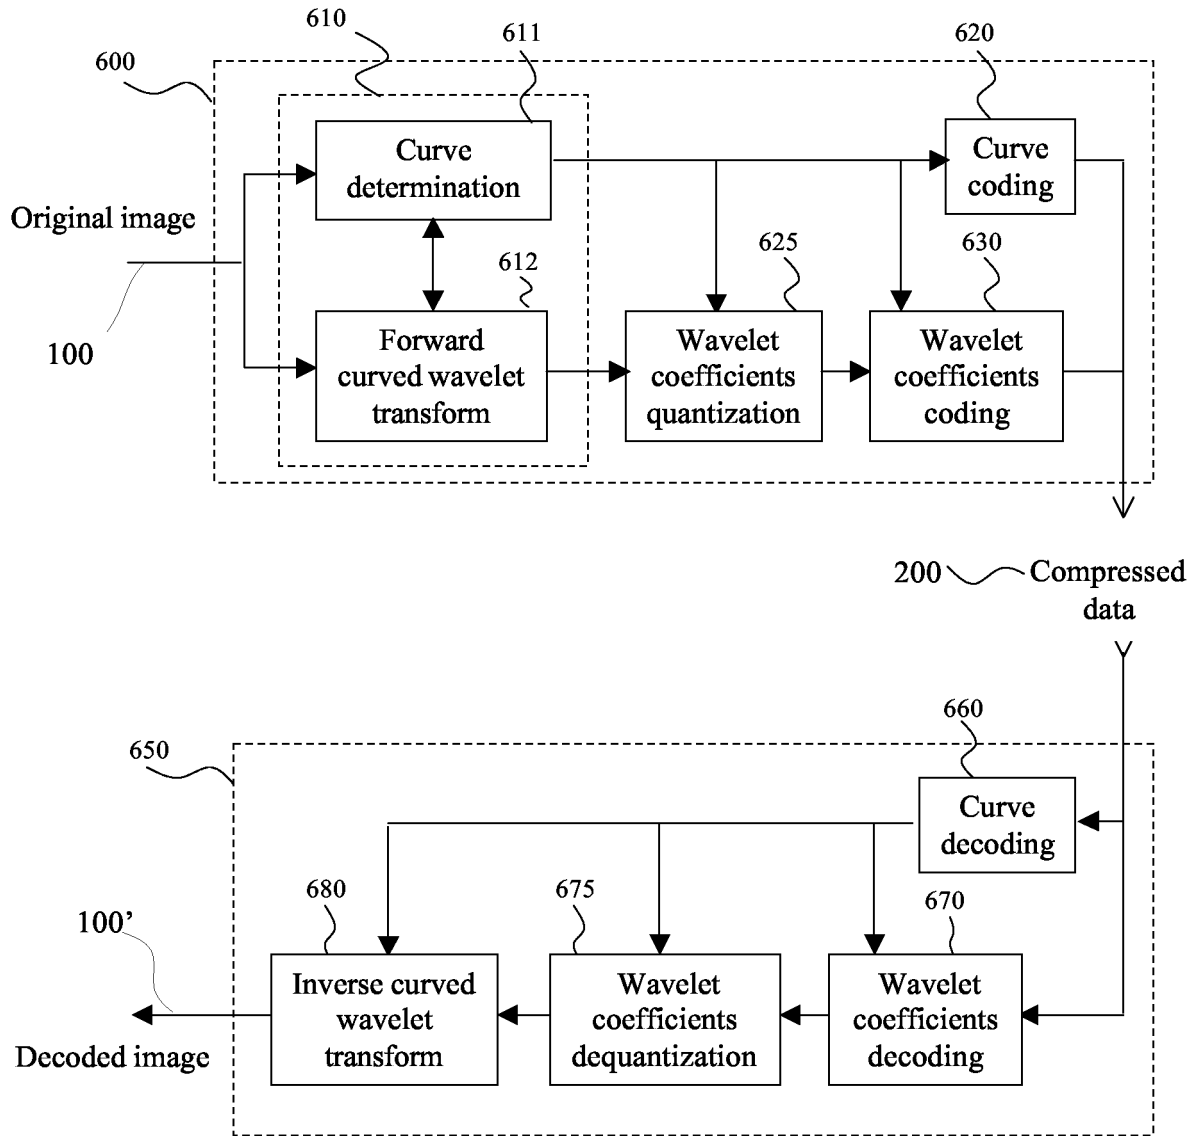 610
611
620
600
Curve
determination
Curve
coding
Original image
612
625
630
100
Forward
curved wavelet
transform
Wavelet
coefficients
quantization
Wavelet
coefficients
coding
200
Compressed
data
660
650
Curve
decoding
680
675
670
100’
Inverse curved
wavelet
transform
Wavelet
coefficients
dequantization
Wavelet
coefficients
decoding
Decoded image